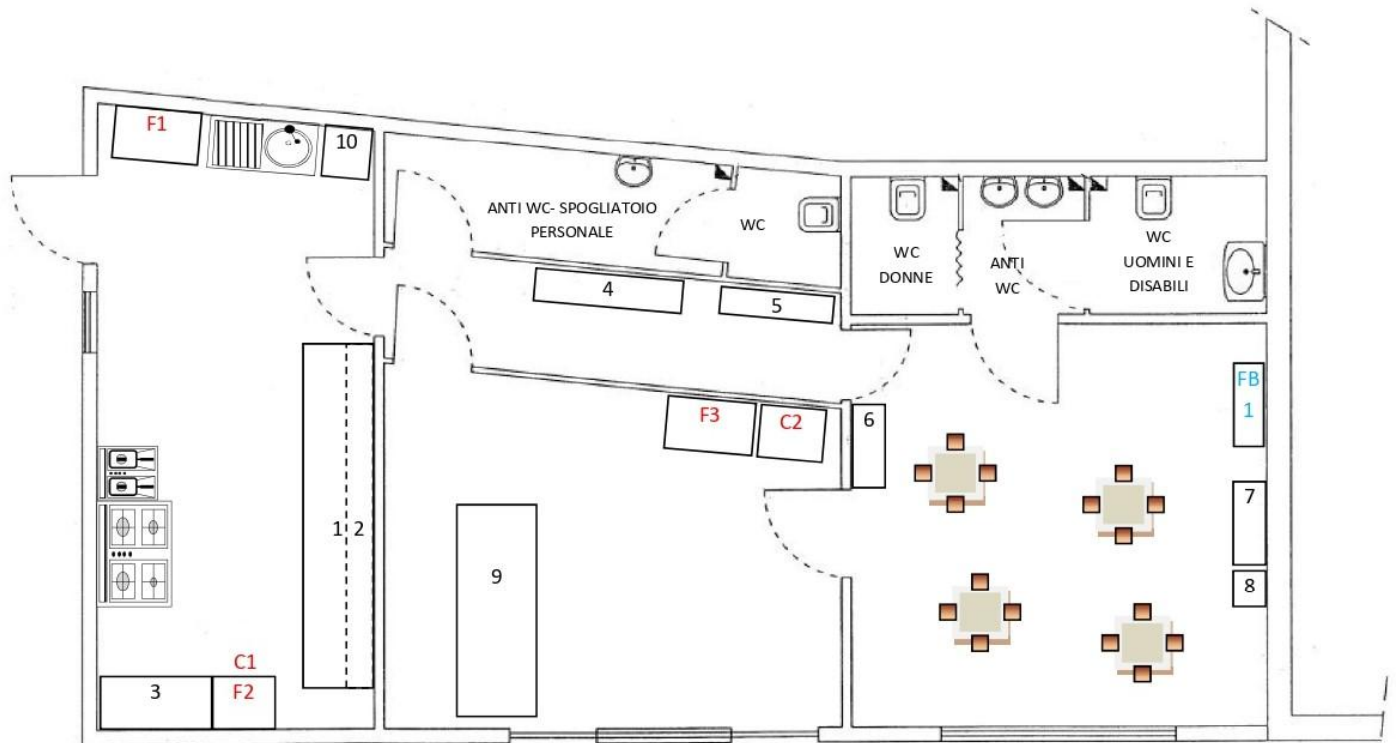 F1
10
ANTI WC- SPOGLIATOIO
PERSONALE
WC
WC
DONNE
ANTI
WC
WC
UOMINI E
DISABILI
4
5
FB
1
F3
C2
6
7
1
2
9
8
C1
3
F2